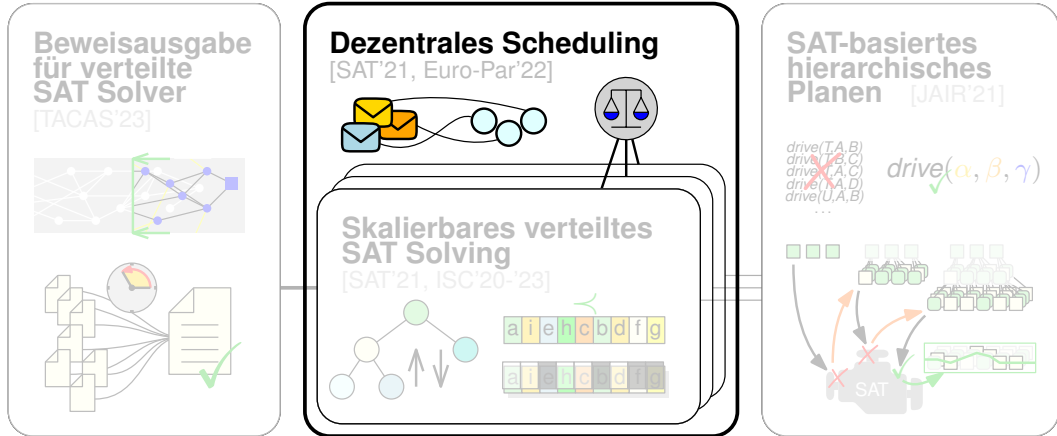 Beweisausgabe
für verteilte
SAT Solver
[TACAS'23]
Dezentrales Scheduling
[SAT'21, Euro-Par'22]
Skalierbares verteiltes
SAT Solving
[SAT'21, ISC'20-'23]
a i e h c b d f g
a i e h c b d f g
SAT-basiertes
hierarchisches
Planen [JAIR'21]
drive(T,A,B)
drive(T,B,C)
drive(T,A,C)
drive(T,A,D)
drive(U,A,B)
...
drive(α, β, γ)
SAT